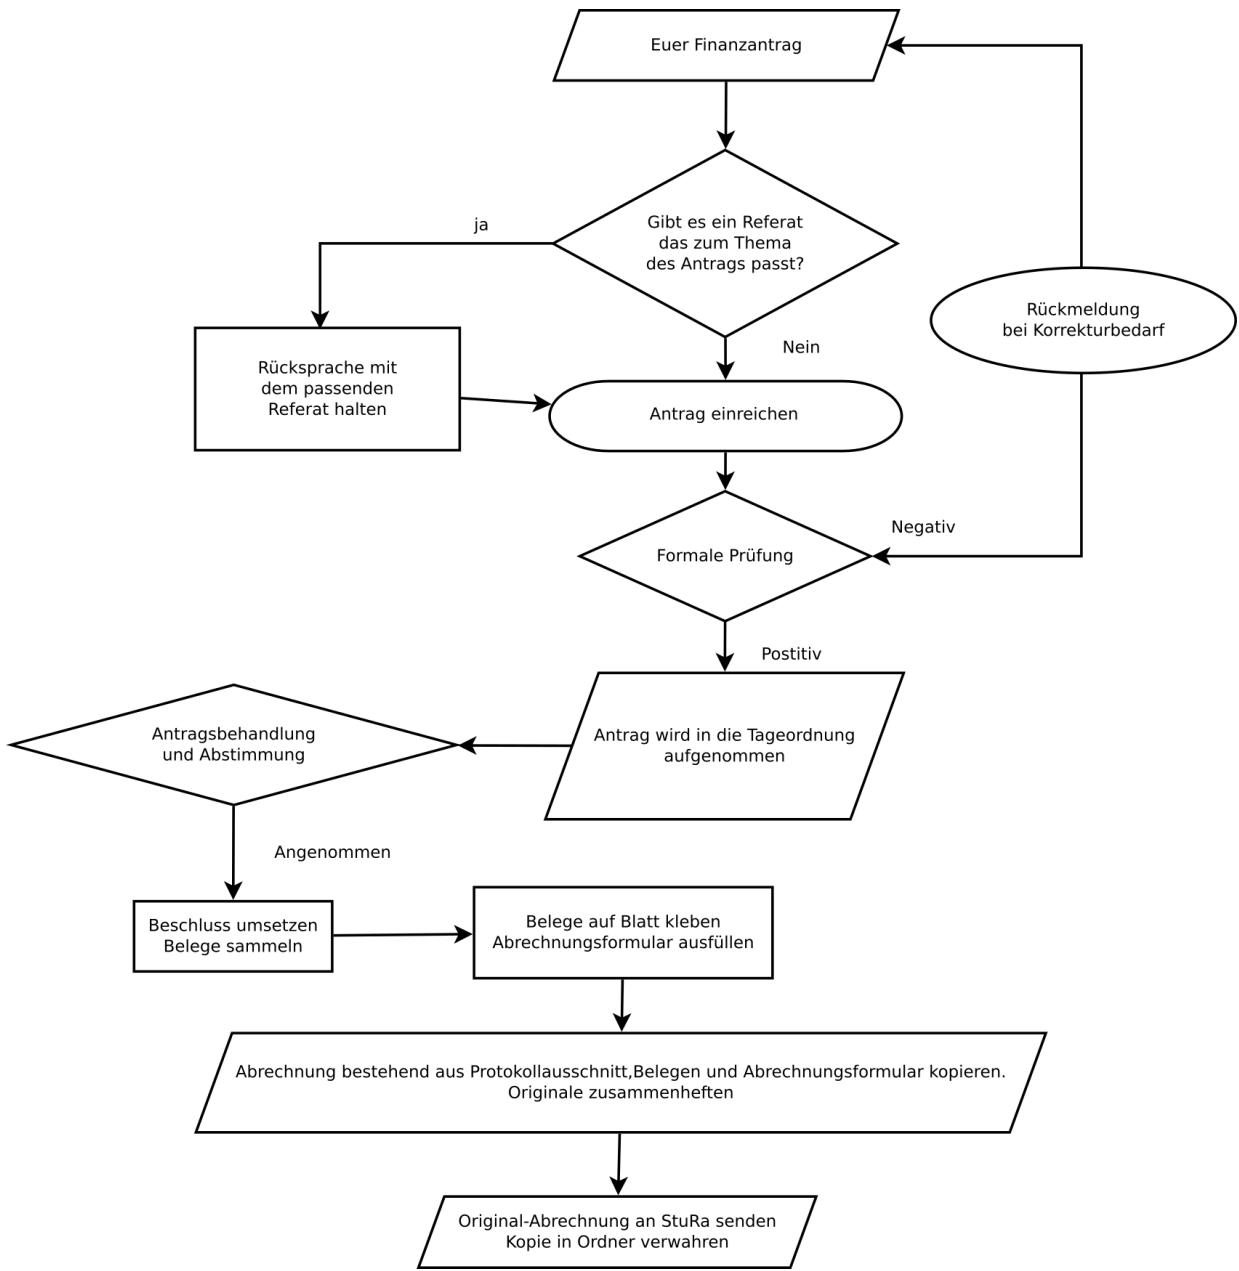 Euer Finanzantrag
Gibt es ein Referat
das zum Thema
des Antrags passt?
ja
Rückmeldung
bei Korrekturbedarf
Nein
Rücksprache mit
dem passenden
Referat halten
Antrag einreichen
Negativ
Formale Prüfung
Postitiv
Antrag wird in die Tageordnung
aufgenommen
Antragsbehandlung
und Abstimmung
Angenommen
Beschluss umsetzen
Belege sammeln
Belege auf Blatt kleben
Abrechnungsformular ausfüllen
Abrechnung bestehend aus Protokollausschnitt,Belegen und Abrechnungsformular kopieren.
Originale zusammenheften
Original-Abrechnung an StuRa senden
Kopie in Ordner verwahren